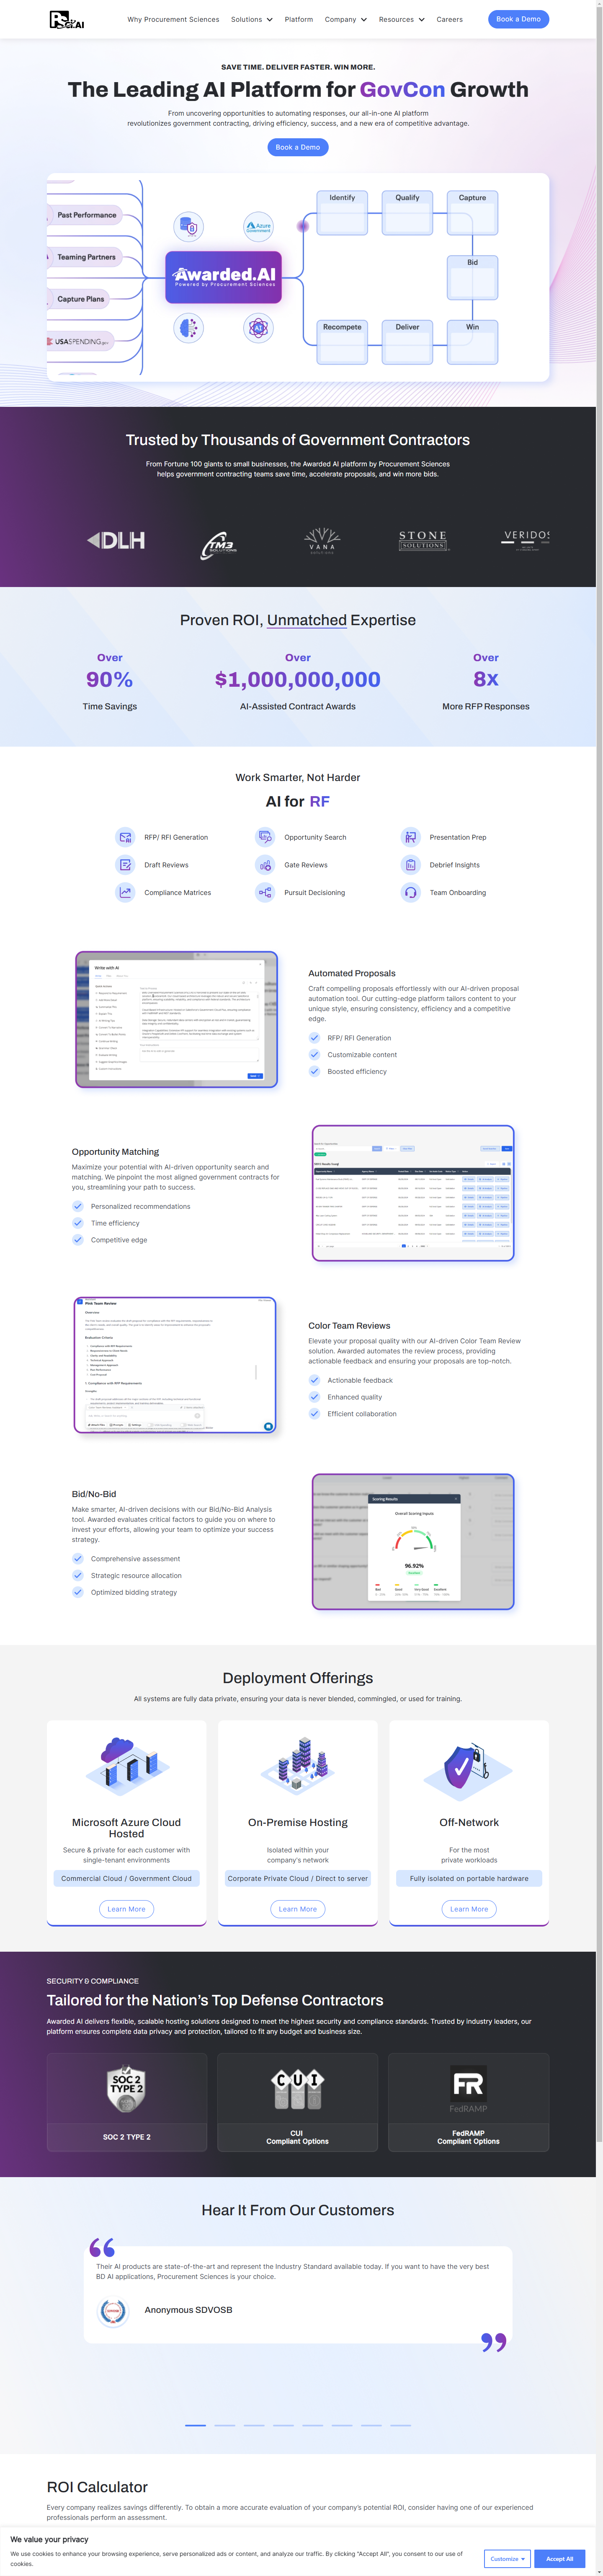 PSci.AI
Why Procurement Sciences
Solutions
Platform
Company
Resources
Careers
Book a Demo
SAVE TIME. DELIVER FASTER. WIN MORE.
The Leading AI Platform for GovCon Growth
From uncovering opportunities to automating responses, our all-in-one AI platform
revolutionizes government contracting, driving efficiency, success, and a new era of competitive advantage.
Book a Demo
Past Performance
Teaming Partners
Capture Plans
USASPENDING.gov
Azure
Government
Awarded.AI
Powered by Procurement Sciences
AI
Identify
Qualify
Capture
Bid
Recompete
Deliver
Win
Trusted by Thousands of Government Contractors
From Fortune 100 giants to small businesses, the Awarded AI platform by Procurement Sciences
helps government contracting teams save time, accelerate proposals, and win more bids.
DLH
TM3
SOLUTIONS
VANA
STONE
SOLUTIONS
VERIDOS
Proven ROI, Unmatched Expertise
Over
90%
Time Savings
Over
$1,000,000,000
AI-Assisted Contract Awards
Over
8x
More RFP Responses
Work Smarter, Not Harder
AI for RF
RFP/ RFI Generation
Opportunity Search
Presentation Prep
Draft Reviews
Gate Reviews
Debrief Insights
Compliance Matrices
Pursuit Decisioning
Team Onboarding
Write with AI
Automated Proposals
Craft compelling proposals effortlessly with our AI-driven proposal
automation tool. Our cutting-edge platform tailors content to your
unique style, ensuring consistency, efficiency and a competitive
edge.
RFP/ RFI Generation
Customizable content
Boosted efficiency
Opportunity Matching
Maximize your potential with AI-driven opportunity search and
matching. We pinpoint the most aligned government contracts for
you, streamlining your path to success.
Personalized recommendations
Time efficiency
Competitive edge
Pink Team Review
Overview
Evaluation Criteria
1. Compliance with RFP Requirements
Strengths
Color Team Reviews
Elevate your proposal quality with our AI-driven Color Team Review
solution. Awarded automates the review process, providing
actionable feedback and ensuring your proposals are top-notch.
Actionable feedback
Enhanced quality
Efficient collaboration
Bid/No-Bid
Make smarter, AI-driven decisions with our Bid/No-Bid Analysis
tool. Awarded evaluates critical factors to guide you on where to
invest your efforts, allowing your team to optimize your success
strategy.
Comprehensive assessment
Strategic resource allocation
Optimized bidding strategy
Scoring Results
Overall Scoring Inputs
96.92%
Excellent
Deployment Offerings
All systems are fully data private, ensuring your data is never blended, commingled, or used for training.
Microsoft Azure Cloud
Hosted
Secure & private for each customer with
single-tenant environments
Commercial Cloud / Government Cloud
Learn More
On-Premise Hosting
Isolated within your
company's network
Corporate Private Cloud / Direct to server
Learn More
Off-Network
For the most
private workloads
Fully isolated on portable hardware
Learn More
SECURITY & COMPLIANCE
Tailored for the Nation's Top Defense Contractors
Awarded AI delivers flexible, scalable hosting solutions designed to meet the highest security and compliance standards. Trusted by industry leaders, our
platform ensures complete data privacy and protection, tailored to fit any budget and business size.
SOC 2
TYPE 2
SOC 2 TYPE 2
CUI
CUI
Compliant Options
FR
FedRAMP
FedRAMP
Compliant Options
Hear It From Our Customers
Their AI products are state-of-the-art and represent the Industry Standard available today. If you want to have the very best
BD AI applications, Procurement Sciences is your choice.
Anonymous SDVOSB
ROI Calculator
Every company realizes savings differently. To obtain a more accurate evaluation of your company's potential ROI, consider having one of our experienced
professionals perform an assessment.
We value your privacy
We use cookies to enhance your browsing experience, serve personalized ads or content, and analyze our traffic. By clicking "Accept All", you consent to our use of
cookies.
Customize
Accept All